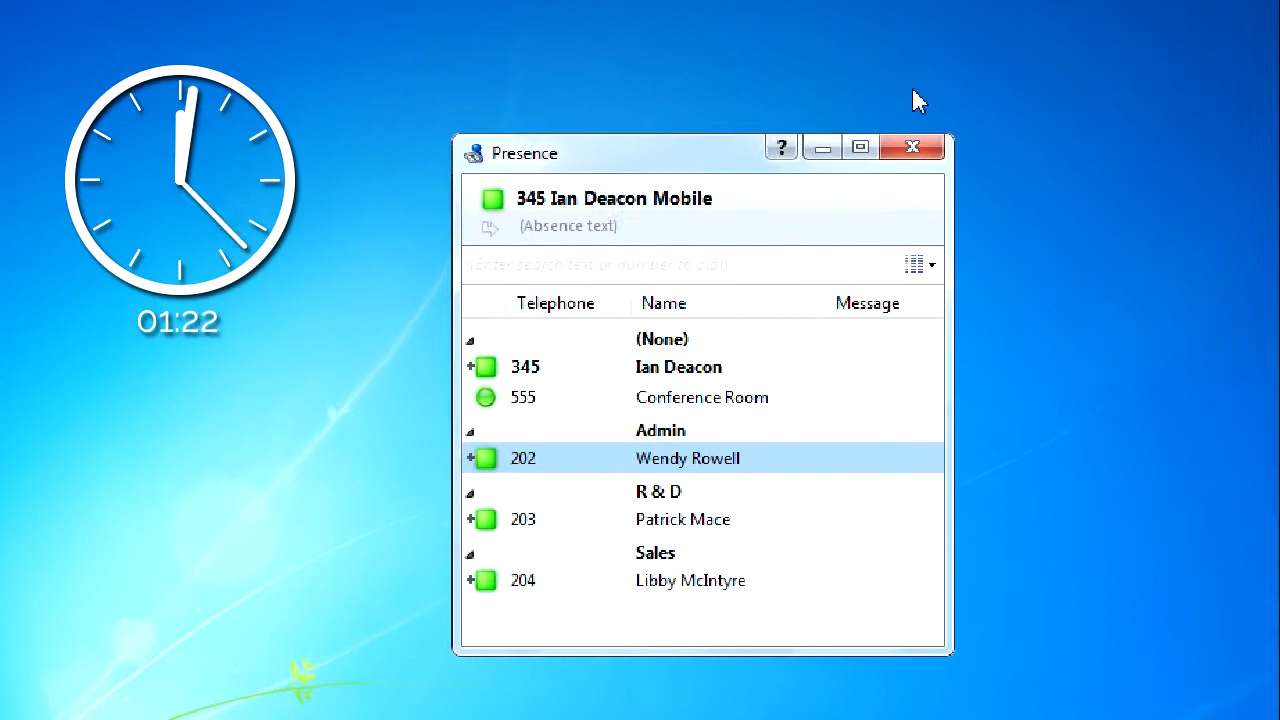 01:22
Presence
345 Ian Deacon Mobile
(Absence text)
(Enter search text or number to dial)
Telephone Name Message
(None)
345 Ian Deacon
555 Conference Room
Admin
202 Wendy Rowell
R & D
203 Patrick Mace
Sales
204 Libby McIntyre